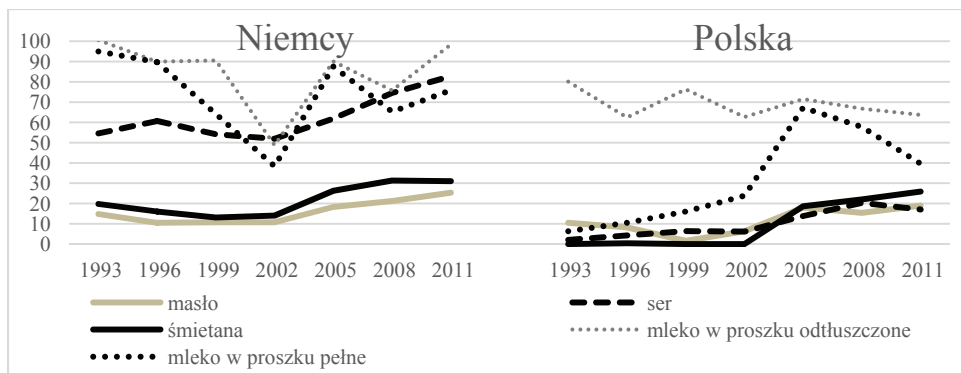 Niemcy Polska
100
90
80
70
60
50
40
30
20
10
0
1993 1996 1999 2002 2005 2008 2011 1993 1996 1999 2002 2005 2008 2011
masło ser
śmietana mleko w proszku odtłuszczone
mleko w proszku pełne